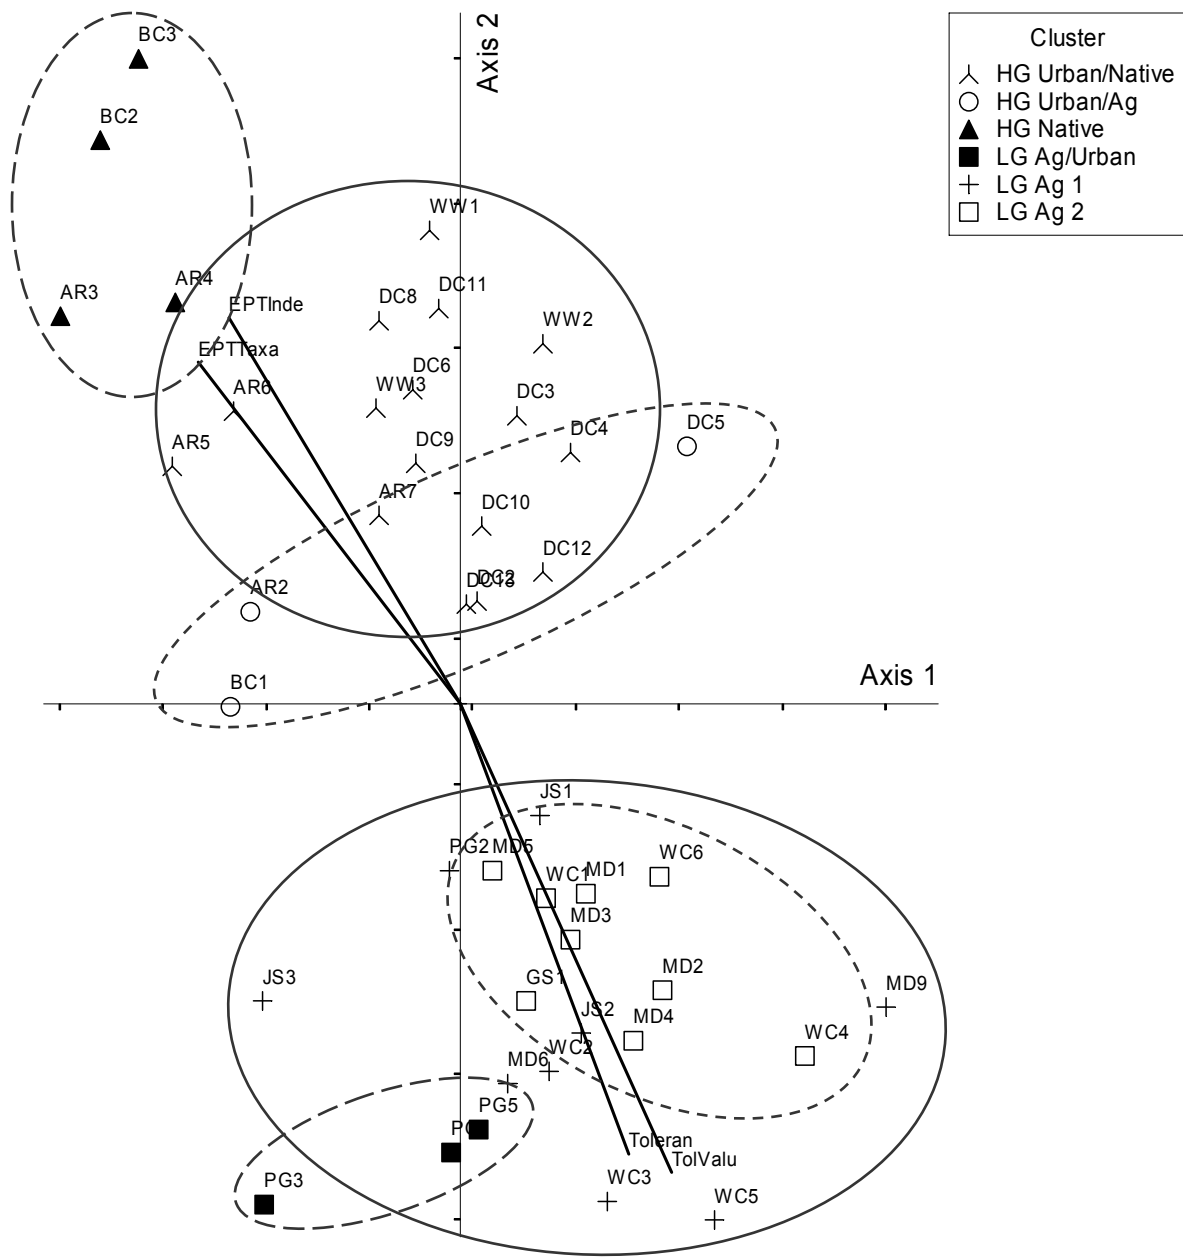 BC3
Axis 2
Cluster
HG Urban/Native
HG Urban/Ag
HG Native
LG Ag/Urban
LG Ag 1
LG Ag 2
BC2
WW1
AR3
AR4
EPTInde
DC8
DC11
WW2
EPTTaxa
AR6
WW3
DC6
DC3
AR5
DC9
DC4
DC5
AR7
DC10
AR2
DC12
DC2
BC1
Axis 1
JS1
PG2
MD5
WC1
MD1
WC6
MD3
JS3
GS1
MD2
MD9
JS2
MD4
WC4
MD6
WC2
PG5
Toleran
TolValu
PG3
WC3
WC5